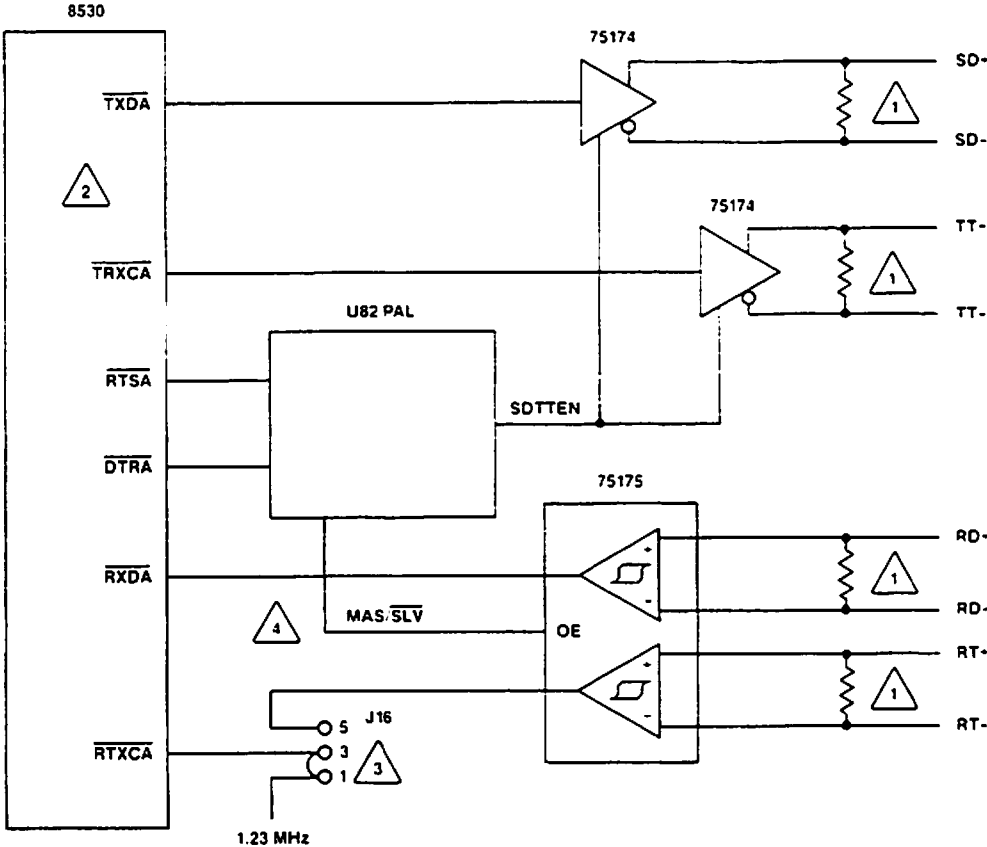 8530
75174
TXDA
SD+
1
SD-
2
75174
TT-
TRXCA
1
TT-
U82 PAL
RTSA
SDTTEN
DTRA
75175
RD+
+
RXDA
1
-
RD-
4
MAS/SLV
OE
RT+
+
J16
1
5
-
RT-
RTXCA
3
3
1
1.23 MHz